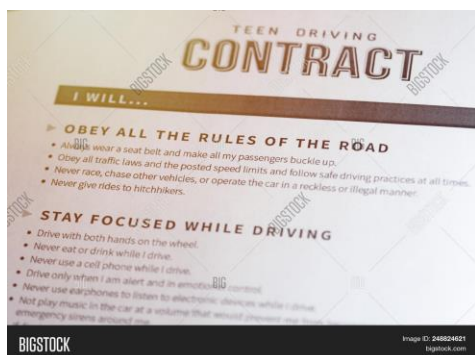 TEEN DRIVING
CONTRACT
I WILL...
OBEY ALL THE RULES OF THE ROAD
• Always wear a seat belt and make all my passengers buckle up.
• Obey all traffic laws and the posted speed limits and follow safe driving practices at all times.
• Never race, chase other vehicles, or operate the car in a reckless or illegal manner.
• Never give rides to hitchhikers.
STAY FOCUSED WHILE DRIVING
• Drive with both hands on the wheel.
• Never eat or drink while I drive.
• Never use a cell phone while I drive.
• Drive only when I am alert and in emotional control.
• Never use earphones to listen to electronic devices while I drive.
• Not play music in the car at a volume that would prevent me from
emergency sirens around me.
BIGSTOCK
Image ID: 248824621
bigstock.com